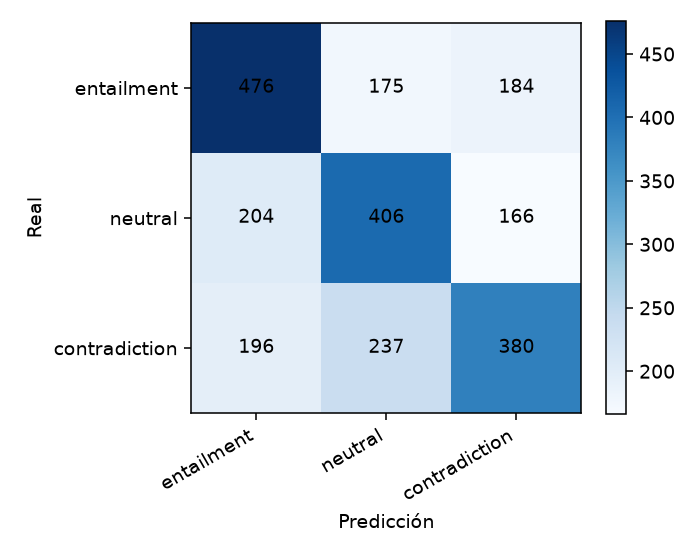 entailment 476 175 184
neutral 204 406 166
contradiction 196 237 380
Real
entailment neutral contradiction
Predicción
450
400
350
300
250
200